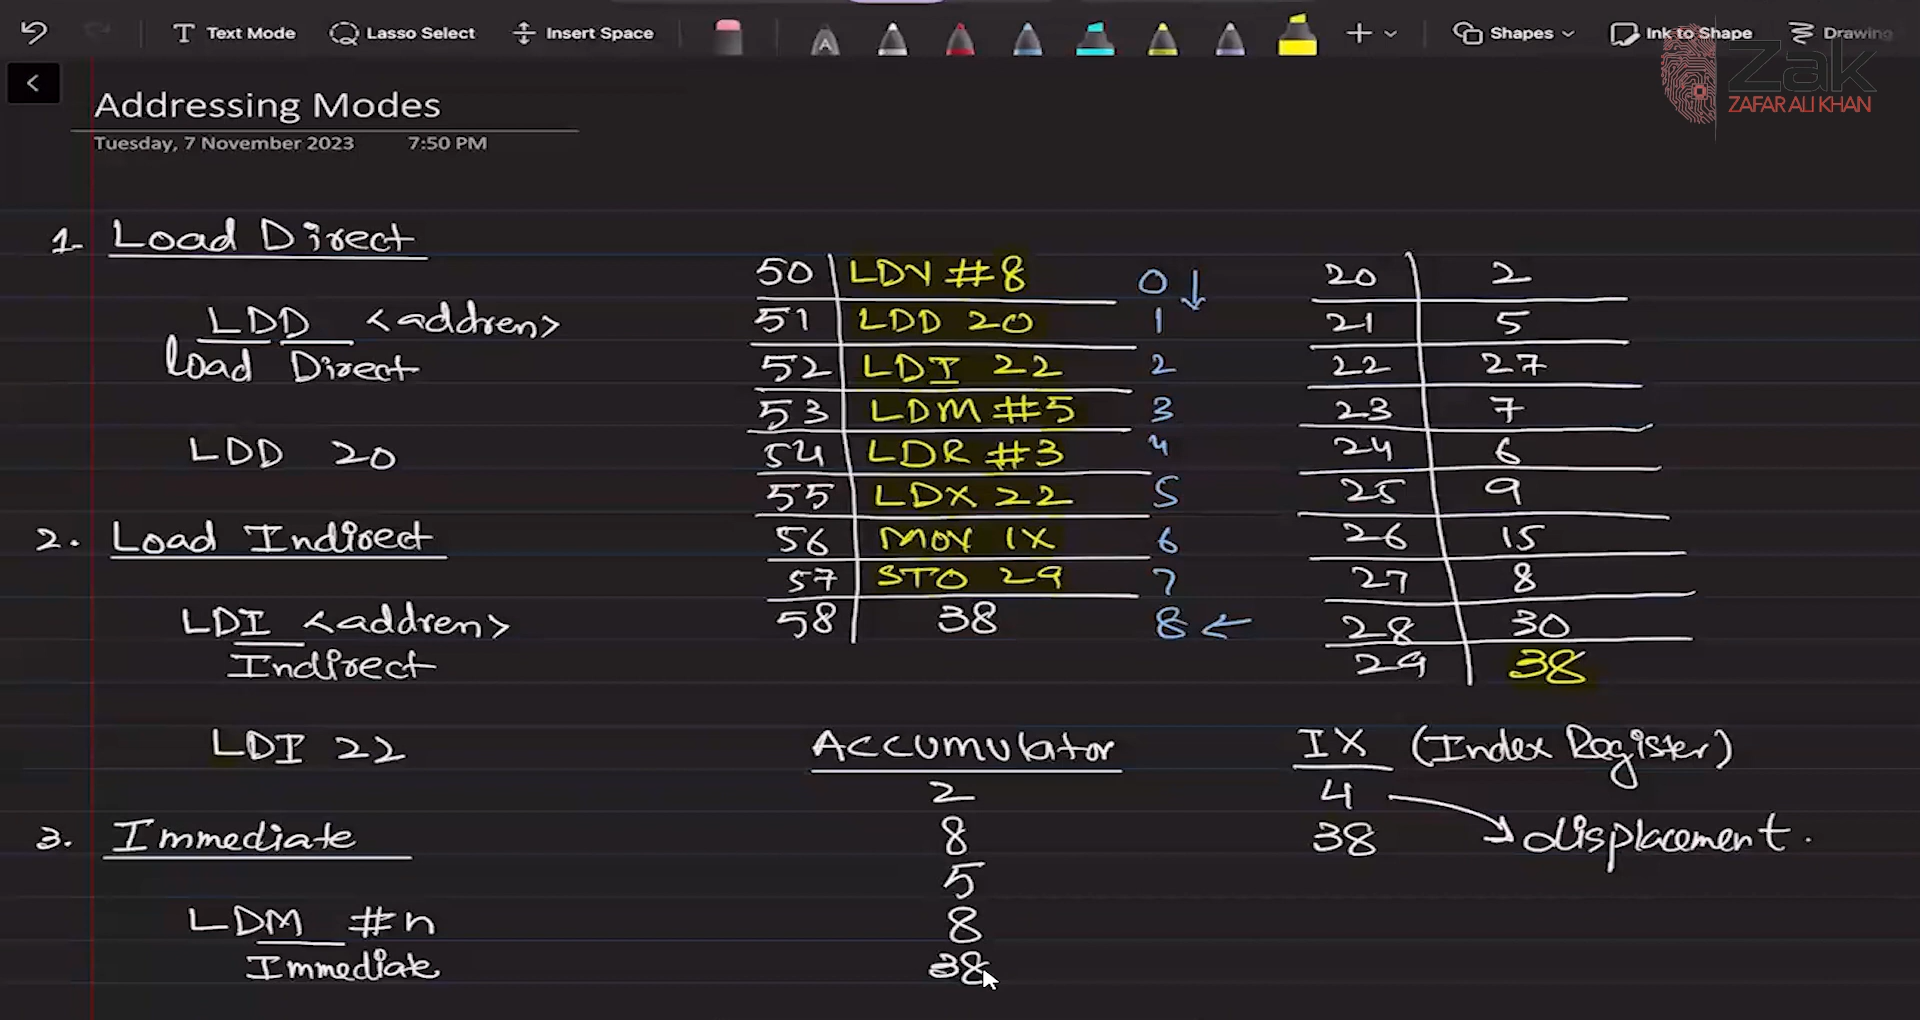 Text Mode Lasso Select Insert Space Shapes Ink to Shape Drawing
Zak
ZAFAR ALI KHAN
Addressing Modes
Tuesday, 7 November 2023 7:50 PM
1. Load Direct
LDD <address>
Load Direct
LDD 20
2. Load Indirect
LDI <address>
Indirect
LDI 22
3. Immediate
LDM #n
Immediate
50 LDV #8 0 ↓
51 LDD 20 1
52 LDI 22 2
53 LDM #5 3
54 LDR #3 4
55 LDX 22 5
56 MOV IX 6
57 STO 29 7
58 38 8 ←
20 2
21 5
22 27
23 7
24 6
25 9
26 15
27 8
28 30
29 38
Accumulator
2
8
5
8
38
IX (Index Register)
4
38
displacement.